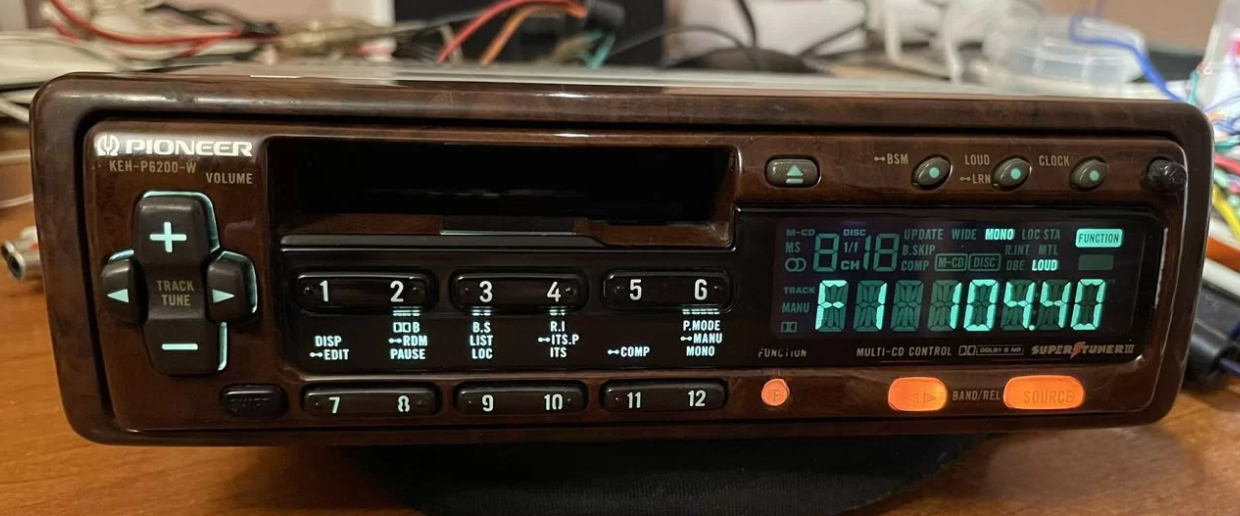 PIONEER
KEH-P6200-W
VOLUME
+
TRACK
TUNE
−
1 2 3 4 5 6
DISP
EDIT
B
RDM
PAUSE
B.S
LIST
LOC
R.I
ITS.P
ITS
COMP
P.MODE
MANU
MONO
7 8 9 10 11 12
BSM
LOUD
LRN
CLOCK
M-CD DISC UPDATE WIDE MONO LOC STA FUNCTION
MS 1/1 B.SKIP R.INT MTL
CH COMP M-CD DISC DBE LOUD
TRACK
MANU
F 1 104.40
FUNCTION MULTI-CD CONTROL DOLBY B NR SUPER TUNER III
F BAND/REL SOURCE